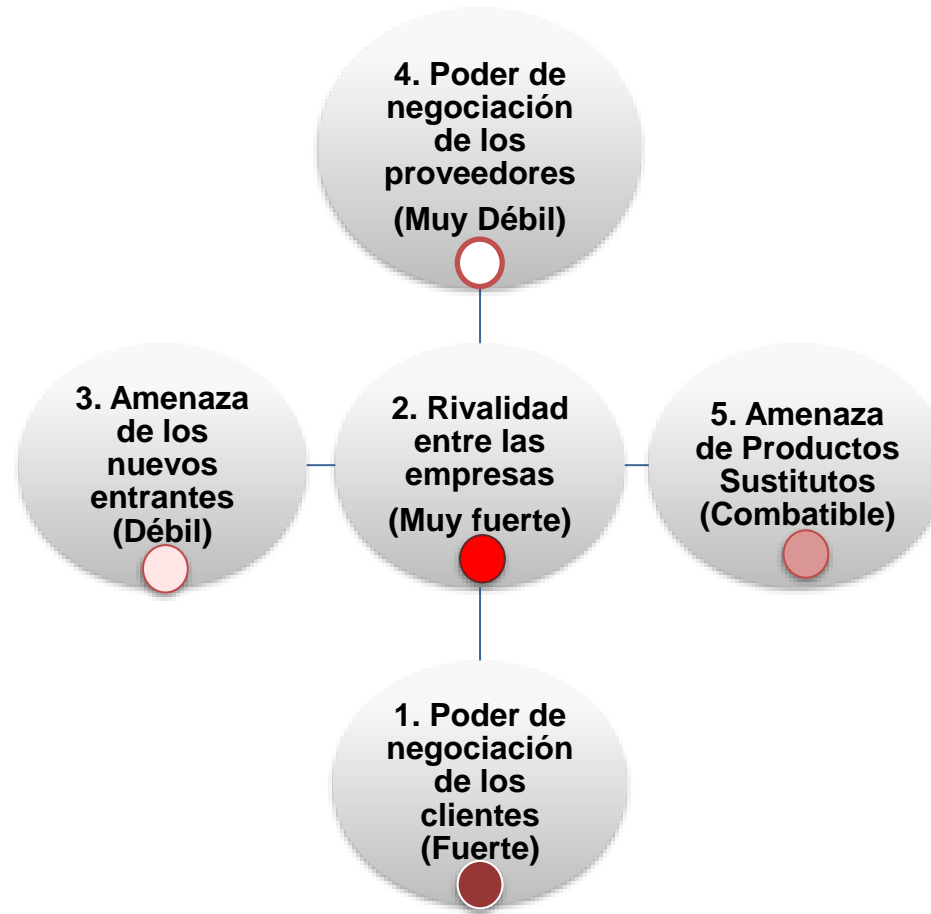 4. Poder de
negociación
de los
proveedores
(Muy Débil)
3. Amenaza
de los
nuevos
entrantes
(Débil)
2. Rivalidad
entre las
empresas
(Muy fuerte)
5. Amenaza
de Productos
Sustitutos
(Combatible)
1. Poder de
negociación
de los
clientes
(Fuerte)